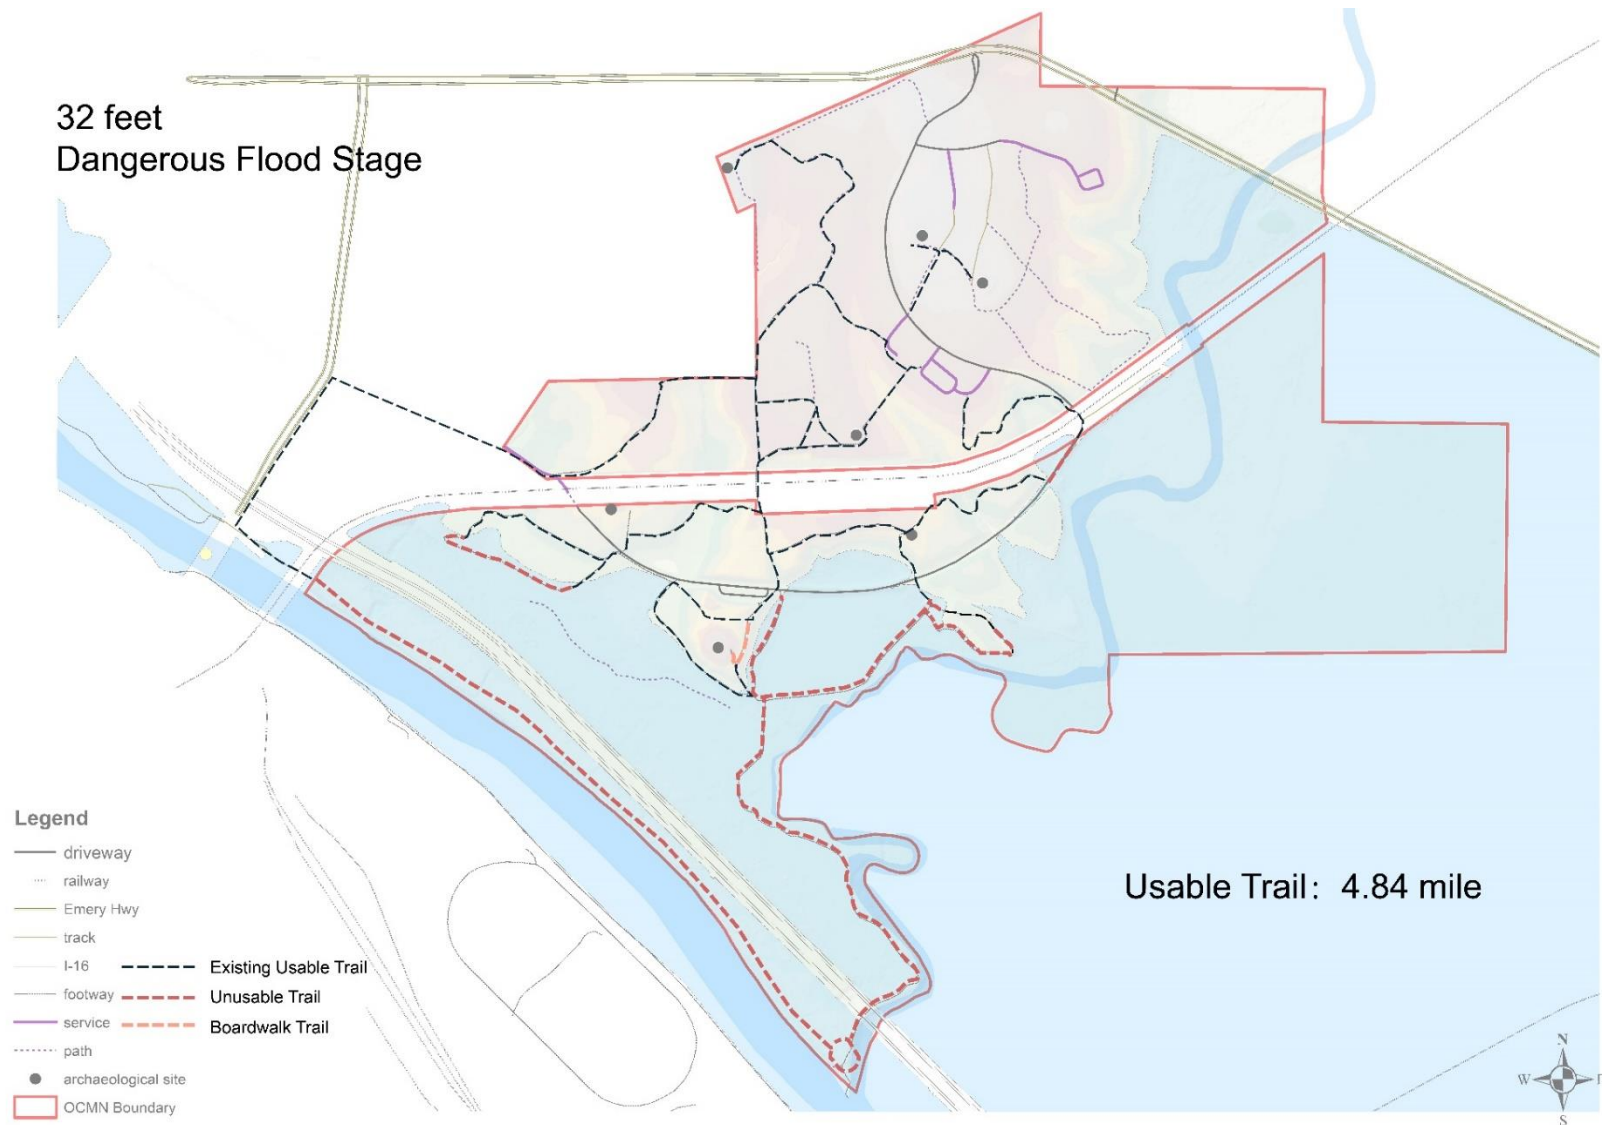 32 feet
Dangerous Flood Stage
Usable Trail: 4.84 mile
Legend
driveway
railway
Emery Hwy
track
I-16
footway
service
path
archaeological site
OCMN Boundary
Existing Usable Trail
Unusable Trail
Boardwalk Trail
N
W
S